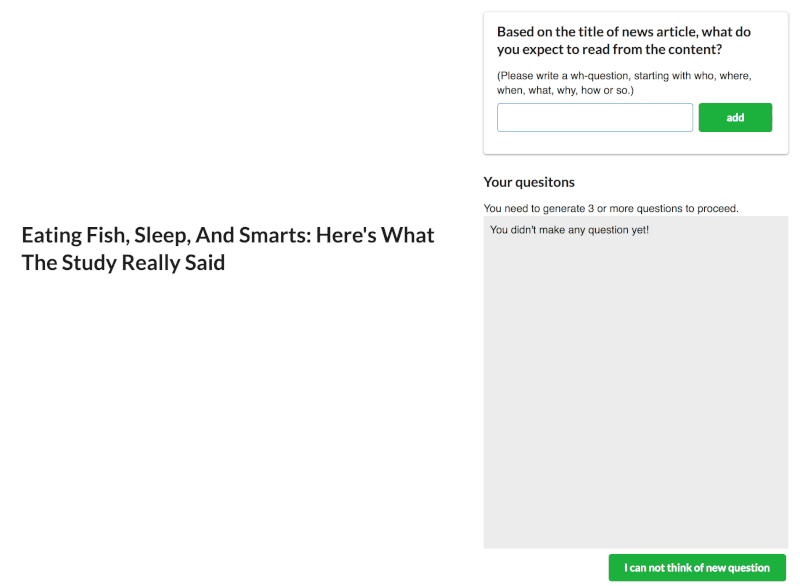 Eating Fish, Sleep, And Smarts: Here's What
The Study Really Said
Based on the title of news article, what do
you expect to read from the content?
(Please write a wh-question, starting with who, where,
when, what, why, how or so.)
add
Your quesitons
You need to generate 3 or more questions to proceed.
You didn't make any question yet!
I can not think of new question